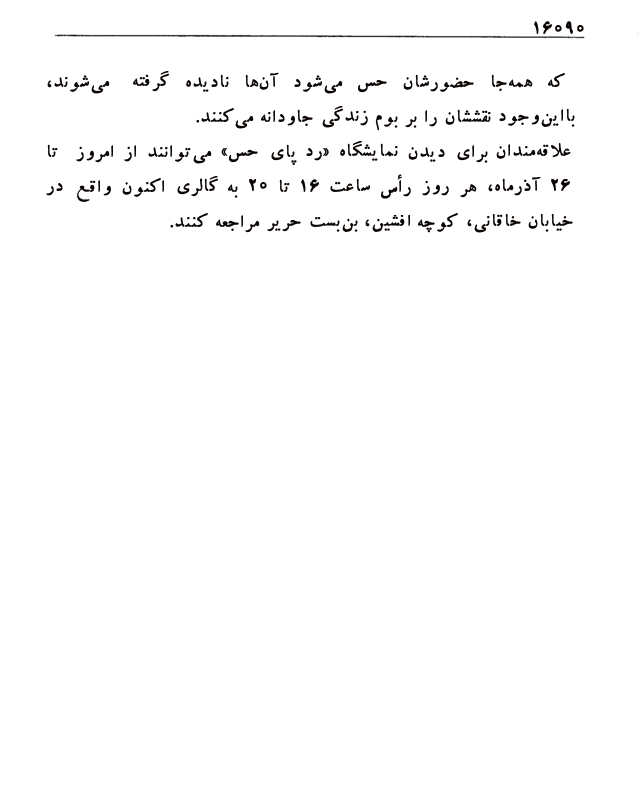 ۱۶۰۹۰
که همه‌جا حضورشان حس می‌شود آن‌ها نادیده گرفته می‌شوند،
بااین‌وجود نقششان را بر بوم زندگی جاودانه می‌کنند.
علاقه‌مندان برای دیدن نمایشگاه «رد پای حس» می‌توانند از امروز تا
۲۶ آذرماه، هر روز رأس ساعت ۱۶ تا ۲۰ به گالری اکنون واقع در
خیابان خاقانی، کوچه افشین، بن‌بست حریر مراجعه کنند.